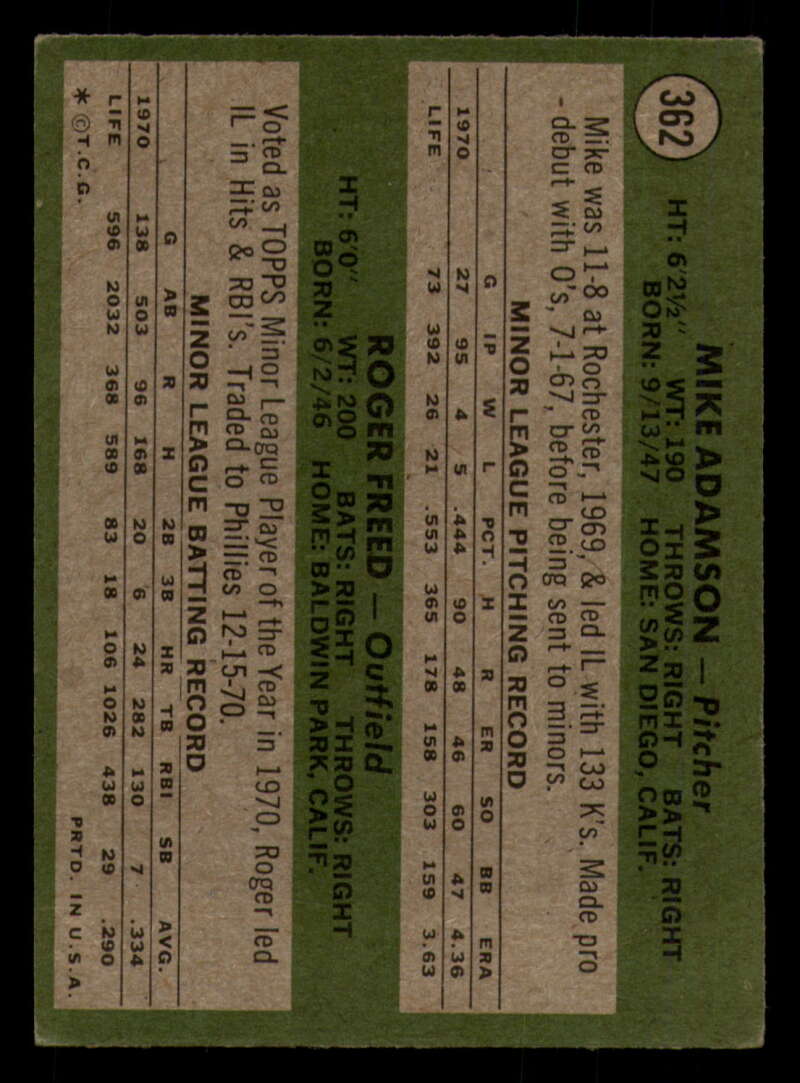 362
MIKE ADAMSON — Pitcher
HT: 6'2½" WT: 190 THROWS: RIGHT BATS: RIGHT
BORN: 9/13/47 HOME: SAN DIEGO, CALIF.
Mike was 11-8 at Rochester, 1969, & led IL with 133 K's. Made pro
- debut with O's, 7-1-67, before being sent to minors.
MINOR LEAGUE PITCHING RECORD
G IP W L PCT. H R ER SO BB ERA
1970 27 95 4 5 .444 90 48 46 60 47 4.36
LIFE 73 392 26 21 .553 365 178 158 303 159 3.63
ROGER FREED — Outfield
HT: 6'0" WT: 200 BATS: RIGHT THROWS: RIGHT
BORN: 6/2/46 HOME: BALDWIN PARK, CALIF.
Voted as TOPPS Minor League Player of the Year in 1970, Roger led
IL in Hits & RBI's. Traded to Phillies 12-15-70.
MINOR LEAGUE BATTING RECORD
G AB R H 2B 3B HR TB RBI SB AVG.
1970 138 503 96 168 20 6 24 282 130 7 .334
LIFE 596 2032 368 589 83 18 106 1026 438 29 .290
* ©T.C.G. PRTD. IN U.S.A.